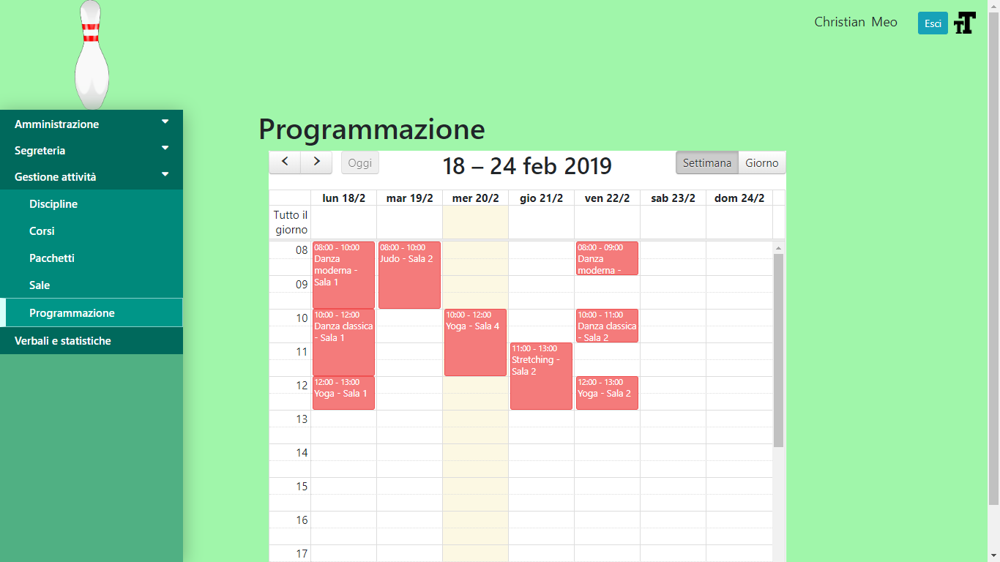 Christian Meo
Esci
TT
Amministrazione
Segreteria
Gestione attività
Discipline
Corsi
Pacchetti
Sale
Programmazione
Verbali e statistiche
Programmazione
Oggi
18 – 24 feb 2019
Settimana Giorno
lun 18/2 mar 19/2 mer 20/2 gio 21/2 ven 22/2 sab 23/2 dom 24/2
Tutto il
giorno
08
09
10
11
12
13
14
15
16
17
08:00 - 10:00
Danza
moderna -
Sala 1
10:00 - 12:00
Danza classica
- Sala 1
12:00 - 13:00
Yoga - Sala 1
08:00 - 10:00
Judo - Sala 2
10:00 - 12:00
Yoga - Sala 4
11:00 - 13:00
Stretching -
Sala 2
08:00 - 09:00
Danza
moderna -
10:00 - 11:00
Danza classica
- Sala 2
12:00 - 13:00
Yoga - Sala 2